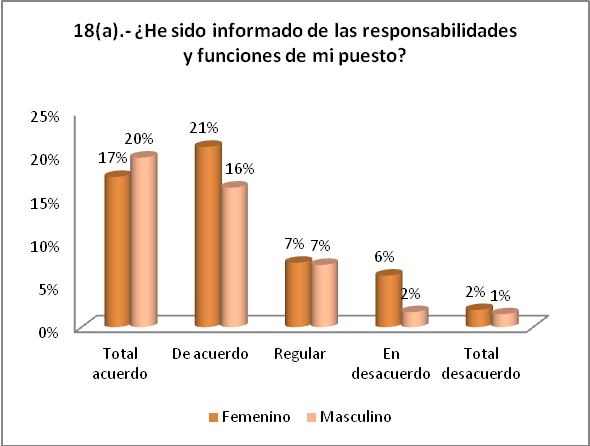 18(a).- ¿He sido informado de las responsabilidades
y funciones de mi puesto?
25%
20%
15%
10%
5%
0%
17%
20%
21%
16%
7%
7%
6%
2%
2%
1%
Total
acuerdo
De acuerdo
Regular
En
desacuerdo
Total
desacuerdo
Femenino
Masculino